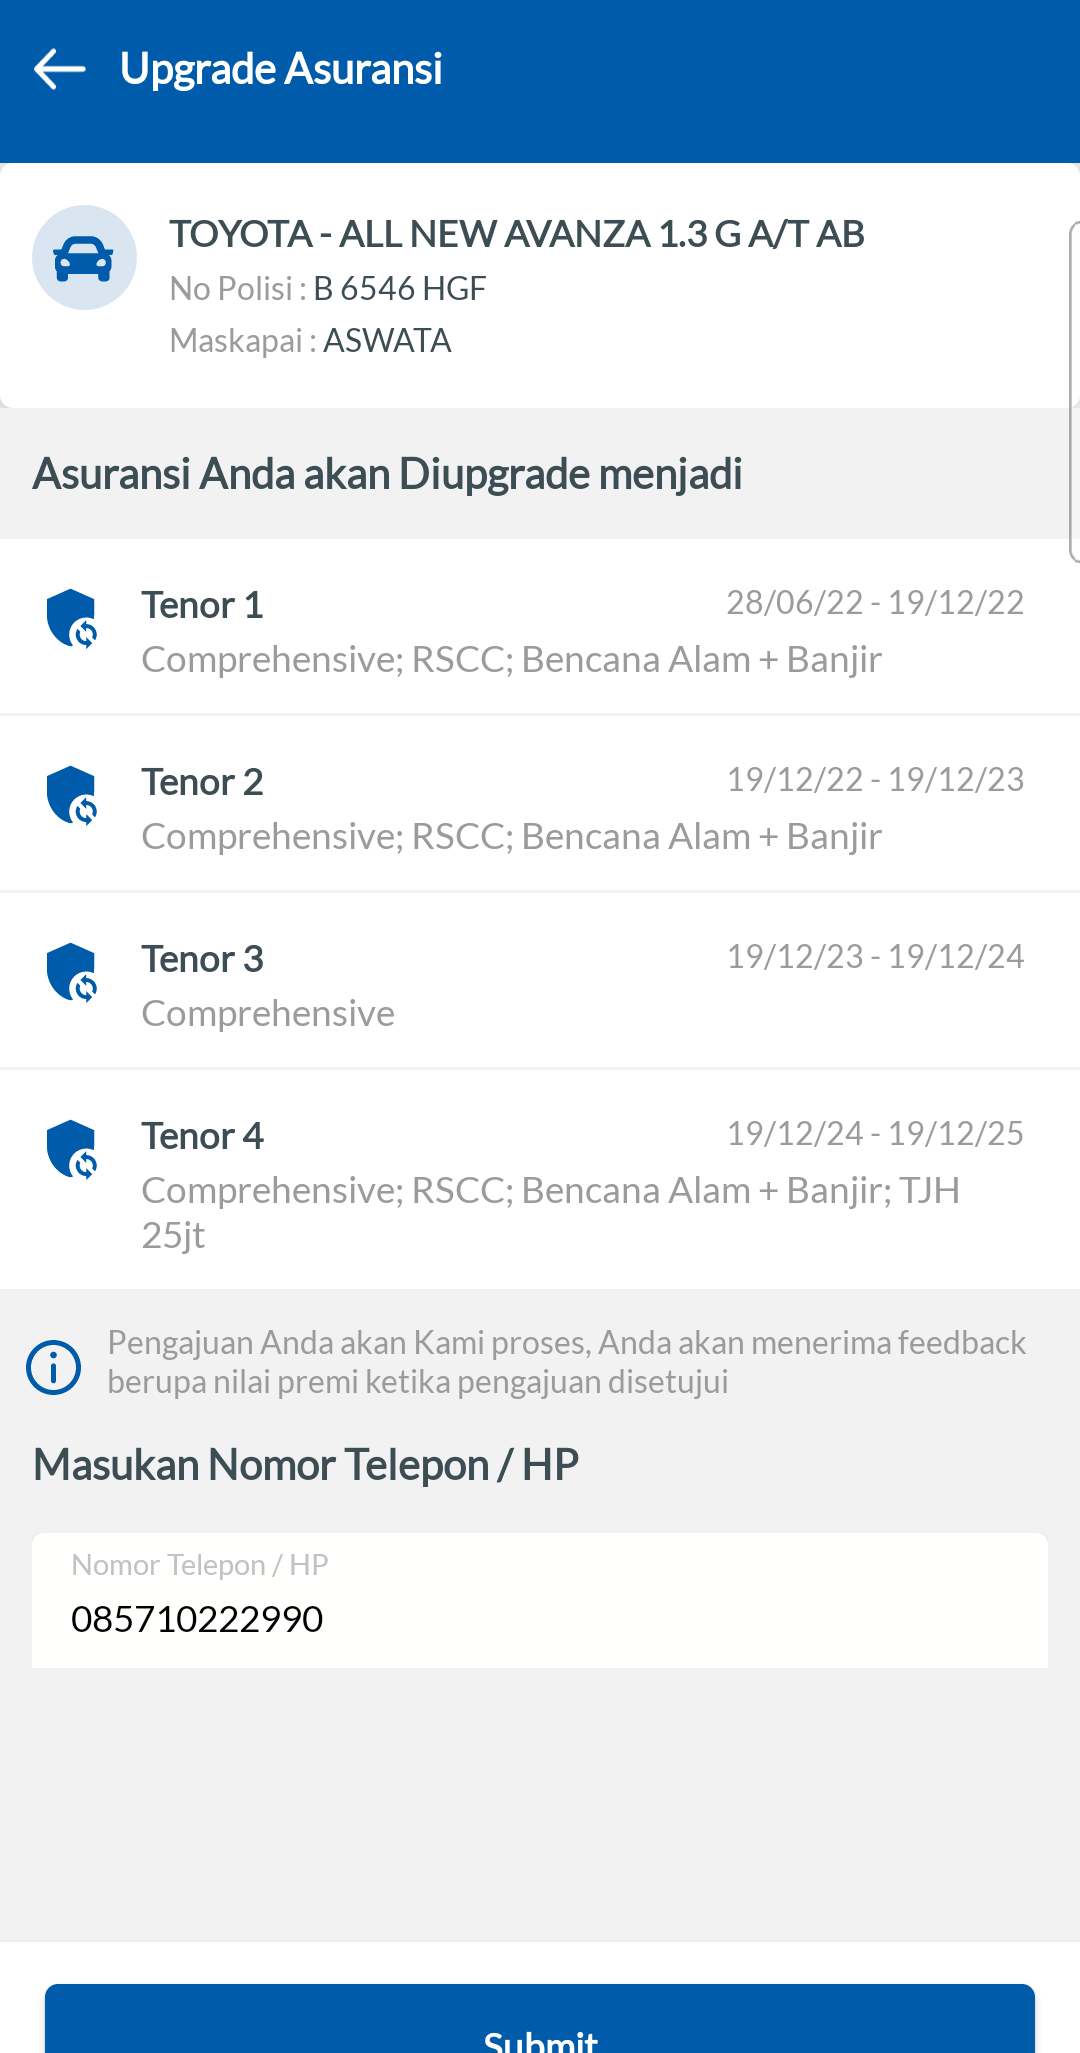 Upgrade Asuransi
TOYOTA - ALL NEW AVANZA 1.3 G A/T AB
No Polisi : B 6546 HGF
Maskapai : ASWATA
Asuransi Anda akan Diupgrade menjadi
Tenor 1 28/06/22 - 19/12/22
Comprehensive; RSCC; Bencana Alam + Banjir
Tenor 2 19/12/22 - 19/12/23
Comprehensive; RSCC; Bencana Alam + Banjir
Tenor 3 19/12/23 - 19/12/24
Comprehensive
Tenor 4 19/12/24 - 19/12/25
Comprehensive; RSCC; Bencana Alam + Banjir; TJH
25jt
Pengajuan Anda akan Kami proses, Anda akan menerima feedback
berupa nilai premi ketika pengajuan disetujui
Masukan Nomor Telepon / HP
Nomor Telepon / HP
085710222990
Submit